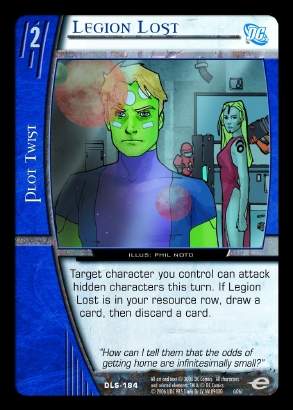 Legion Lost
2
DC
Plot Twist
ILLUS: PHIL NOTO
Target character you control can attack
hidden characters this turn. If Legion
Lost is in your resource row, draw a
card, then discard a card.
"How can I tell them that the odds of
getting home are infinitesimally small?"
DLS-184